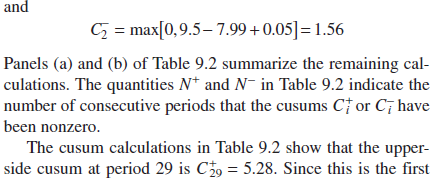 and
C₂⁻ = max[0, 9.5 – 7.99 + 0.05] = 1.56
Panels (a) and (b) of Table 9.2 summarize the remaining cal-
culations. The quantities N⁺ and N⁻ in Table 9.2 indicate the
number of consecutive periods that the cusums Cᵢ⁺ or Cᵢ⁻ have
been nonzero.
The cusum calculations in Table 9.2 show that the upper-
side cusum at period 29 is C₂₉⁺ = 5.28. Since this is the first